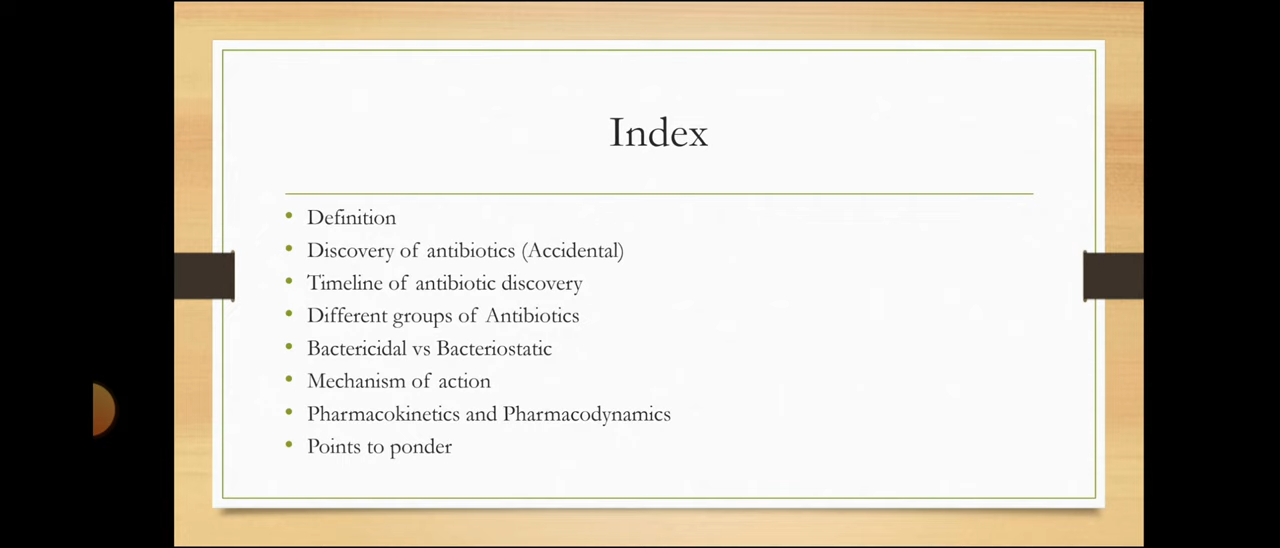 Index
Definition
Discovery of antibiotics (Accidental)
Timeline of antibiotic discovery
Different groups of Antibiotics
Bactericidal vs Bacteriostatic
Mechanism of action
Pharmacokinetics and Pharmacodynamics
Points to ponder